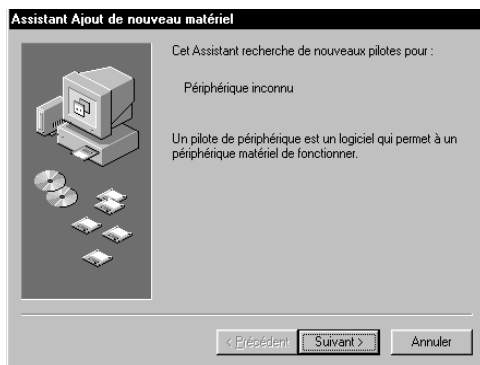 Assistant Ajout de nouveau matériel
Cet Assistant recherche de nouveaux pilotes pour :
Périphérique inconnu
Un pilote de périphérique est un logiciel qui permet à un
périphérique matériel de fonctionner.
< Précédent
Suivant >
Annuler